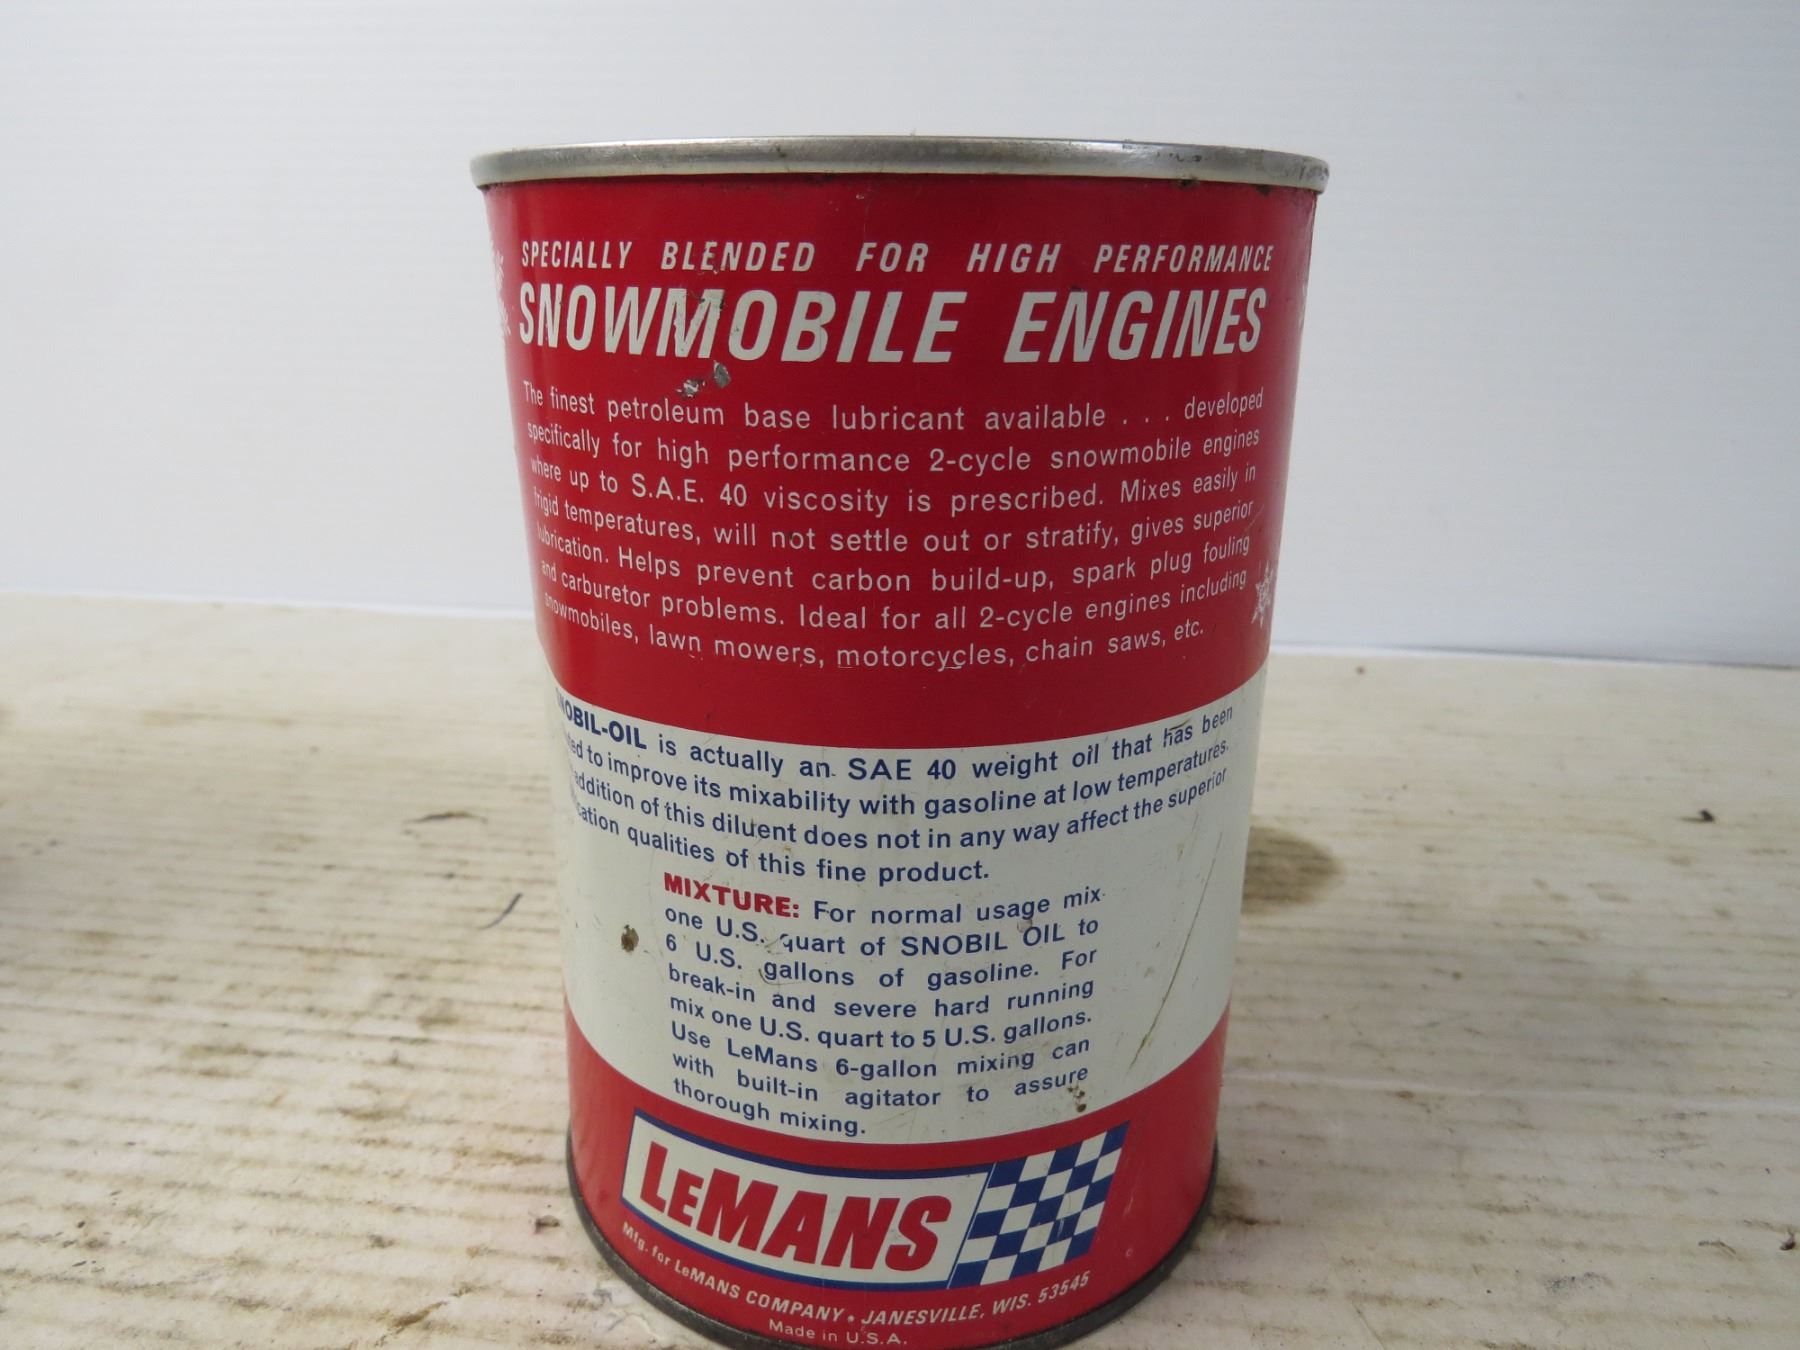 SPECIALLY BLENDED FOR HIGH PERFORMANCE
SNOWMOBILE ENGINES
The finest petroleum base lubricant available . . . developed
specifically for high performance 2-cycle snowmobile engines
where up to S.A.E. 40 viscosity is prescribed. Mixes easily in
frigid temperatures, will not settle out or stratify, gives superior
lubrication. Helps prevent carbon build-up, spark plug fouling
and carburetor problems. Ideal for all 2-cycle engines including
snowmobiles, lawn mowers, motorcycles, chain saws, etc.
SNOBIL-OIL is actually an SAE 40 weight oil that has been
to improve its mixability with gasoline at low temperatures.
addition of this diluent does not in any way affect the superior
qualities of this fine product.
MIXTURE: For normal usage mix
one U.S. quart of SNOBIL OIL to
6 U.S. gallons of gasoline. For
break-in and severe hard running
mix one U.S. quart to 5 U.S. gallons.
Use LeMans 6-gallon mixing can
with built-in agitator to assure
thorough mixing.
LeMANS
Mfg. for LeMANS COMPANY • JANESVILLE, WIS. 53545
Made in U.S.A.